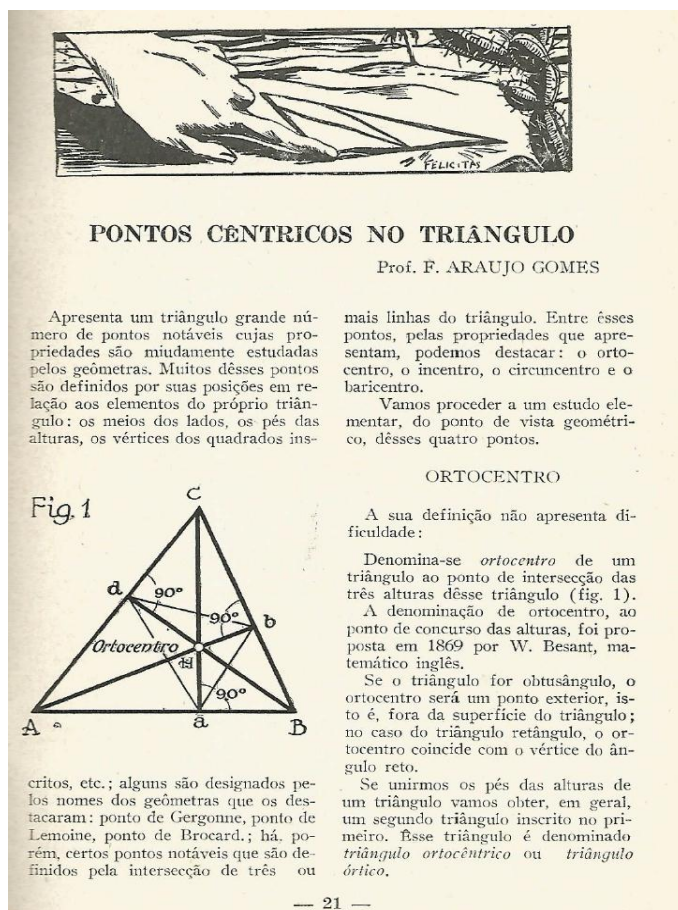 FELICITAS
PONTOS CÊNTRICOS NO TRIÂNGULO
Prof. F. ARAUJO GOMES
Apresenta um triângulo grande nú-
mero de pontos notáveis cujas pro-
priedades são miudamente estudadas
pelos geômetras. Muitos dêsses pontos
são definidos por suas posições em re-
lação aos elementos do próprio triân-
gulo: os meios dos lados, os pés das
alturas, os vértices dos quadrados ins-
Fig. 1
C
d
90°
90°
b
Ortocentro
H
90°
A
a
B
critos, etc.; alguns são designados pe-
los nomes dos geômetras que os des-
tacaram: ponto de Gergonne, ponto de
Lemoine, ponto de Brocard.; há. po-
rém, certos pontos notáveis que são de-
finidos pela intersecção de três ou
mais linhas do triângulo. Entre êsses
pontos, pelas propriedades que apre-
sentam, podemos destacar: o orto-
centro, o incentro, o circuncentro e o
baricentro.
Vamos proceder a um estudo ele-
mentar, do ponto de vista geométri-
co, dêsses quatro pontos.
ORTOCENTRO
A sua definição não apresenta di-
ficuldade:
Denomina-se ortocentro de um
triângulo ao ponto de intersecção das
três alturas dêsse triângulo (fig. 1).
A denominação de ortocentro, ao
ponto de concurso das alturas, foi pro-
posta em 1869 por W. Besant, ma-
temático inglês.
Se o triângulo for obtusângulo, o
ortocentro será um ponto exterior, is-
to é, fora da superfície do triângulo;
no caso do triângulo retângulo, o or-
tocentro coincide com o vértice do ân-
gulo reto.
Se unirmos os pés das alturas de
um triângulo vamos obter, em geral,
um segundo triângulo inscrito no pri-
meiro. Êsse triângulo é denominado
triângulo ortocêntrico ou triângulo
órtico.
— 21 —